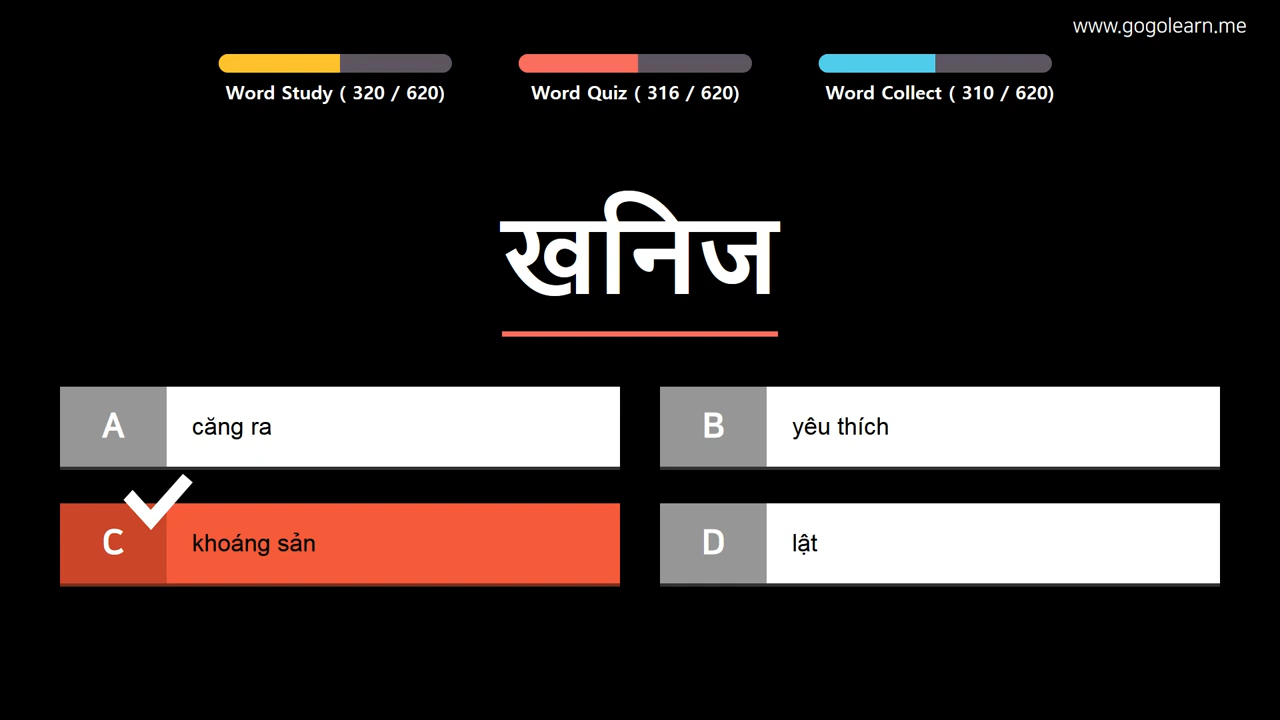 www.gogolearn.me
Word Study ( 320 / 620)
Word Quiz ( 316 / 620)
Word Collect ( 310 / 620)
खनिज
A
căng ra
B
yêu thích
C
khoáng sản
D
lật